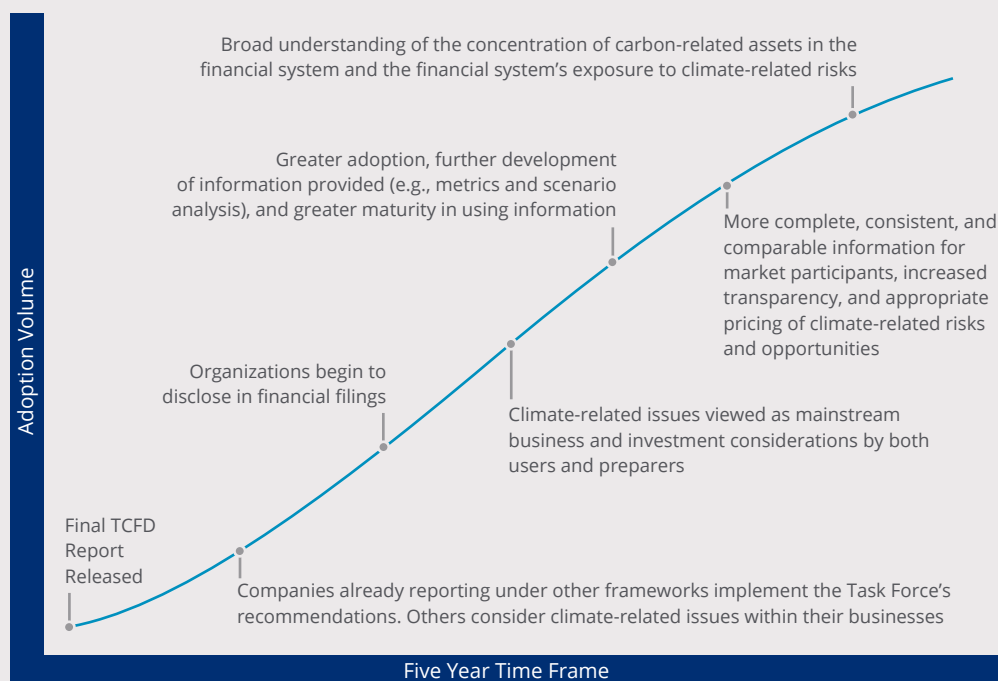 Broad understanding of the concentration of carbon-related assets in the
financial system and the financial system’s exposure to climate-related risks
Greater adoption, further development
of information provided (e.g., metrics and scenario
analysis), and greater maturity in using information
More complete, consistent, and
comparable information for
market participants, increased
transparency, and appropriate
pricing of climate-related risks
and opportunities
Organizations begin to
disclose in financial filings
Climate-related issues viewed as mainstream
business and investment considerations by both
users and preparers
Final TCFD
Report
Released
Companies already reporting under other frameworks implement the Task Force’s
recommendations. Others consider climate-related issues within their businesses
Adoption Volume
Five Year Time Frame